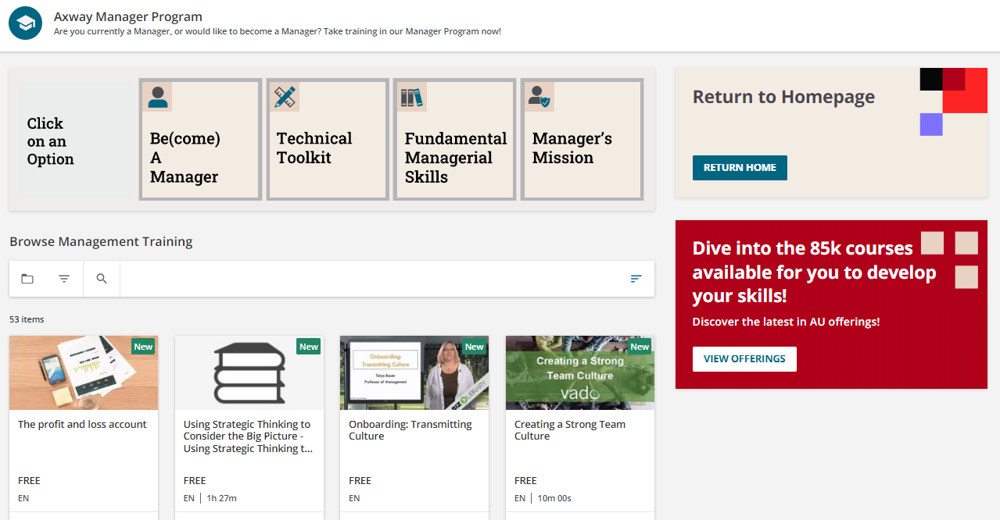 Axway Manager Program
Are you currently a Manager, or would like to become a Manager? Take training in our Manager Program now!
Click
on an
Option
Be(come)
A
Manager
Technical
Toolkit
Fundamental
Managerial
Skills
Manager's
Mission
Return to Homepage
RETURN HOME
Dive into the 85k courses
available for you to develop
your skills!
Discover the latest in AU offerings!
VIEW OFFERINGS
Browse Management Training
53 items
New
The profit and loss account
FREE
EN
New
Using Strategic Thinking to
Consider the Big Picture -
Using Strategic Thinking t...
FREE
EN | 1h 27m
New
Onboarding:
Transmitting Culture
Talya Bauer
Professor of Management
BIZ LIBRARY
Onboarding: Transmitting
Culture
FREE
EN
New
Creating a Strong
Team Culture
vado
Creating a Strong Team
Culture
FREE
EN | 10m 00s